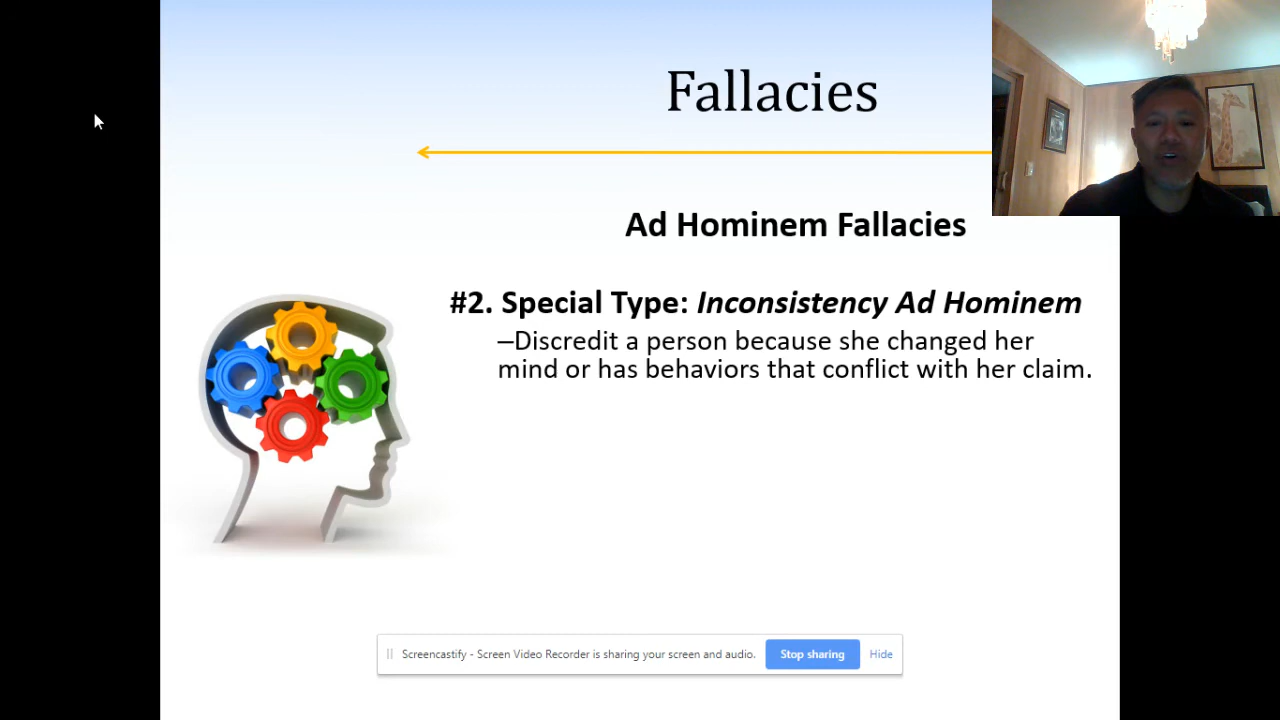 Fallacies
Ad Hominem Fallacies
#2. Special Type: Inconsistency Ad Hominem
–Discredit a person because she changed her
mind or has behaviors that conflict with her claim.
Screencastify - Screen Video Recorder is sharing your screen and audio. Stop sharing Hide